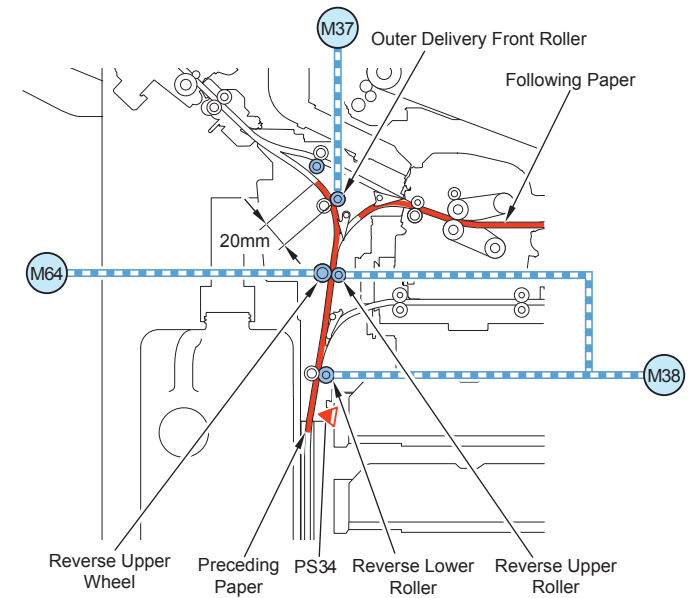 M37
Outer Delivery Front Roller
Following Paper
20mm
M64
M38
Reverse Upper
Wheel
Preceding
Paper
PS34
Reverse Lower
Roller
Reverse Upper
Roller